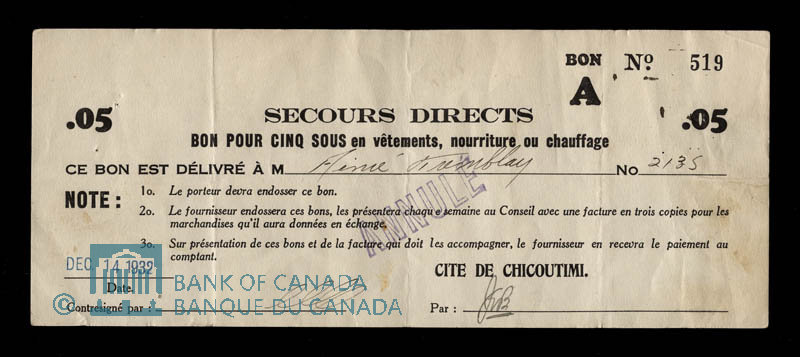 BON No 519
A
.05 SECOURS DIRECTS .05
BON POUR CINQ SOUS en vêtements, nourriture ou chauffage
CE BON EST DÉLIVRÉ À M Aimé Tremblay No 2135
NOTE :
1o. Le porteur devra endosser ce bon.
2o. Le fournisseur endossera ces bons, les présentera chaque semaine au Conseil avec une facture en trois copies pour les
marchandises qu'il aura données en échange.
3o. Sur présentation de ces bons et de la facture qui doit les accompagner, le fournisseur en recevra le paiement au
comptant.
ANNULÉ
DEC 14 1932
Date.
CITE DE CHICOUTIMI.
Contresigné par :
Par :
© BANK OF CANADA
BANQUE DU CANADA